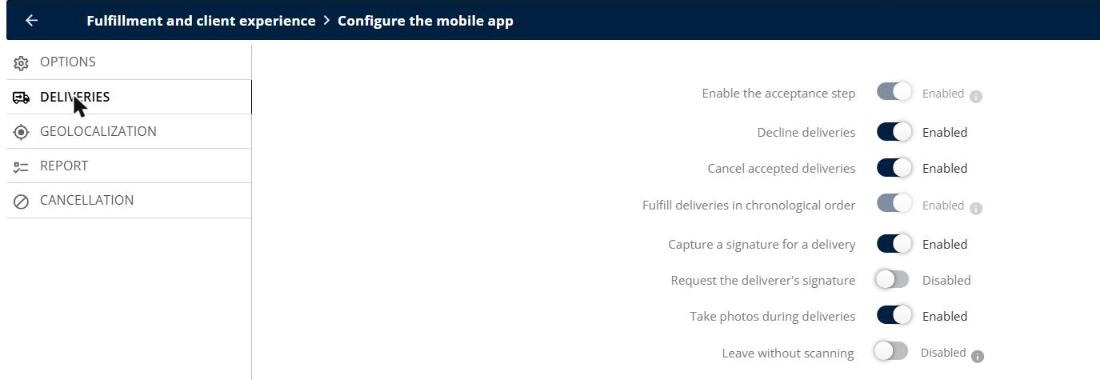 Fulfillment and client experience > Configure the mobile app
OPTIONS
DELIVERIES
GEOLOCALIZATION
REPORT
CANCELLATION
Enable the acceptance step Enabled
Decline deliveries Enabled
Cancel accepted deliveries Enabled
Fulfill deliveries in chronological order Enabled
Capture a signature for a delivery Enabled
Request the deliverer's signature Disabled
Take photos during deliveries Enabled
Leave without scanning Disabled